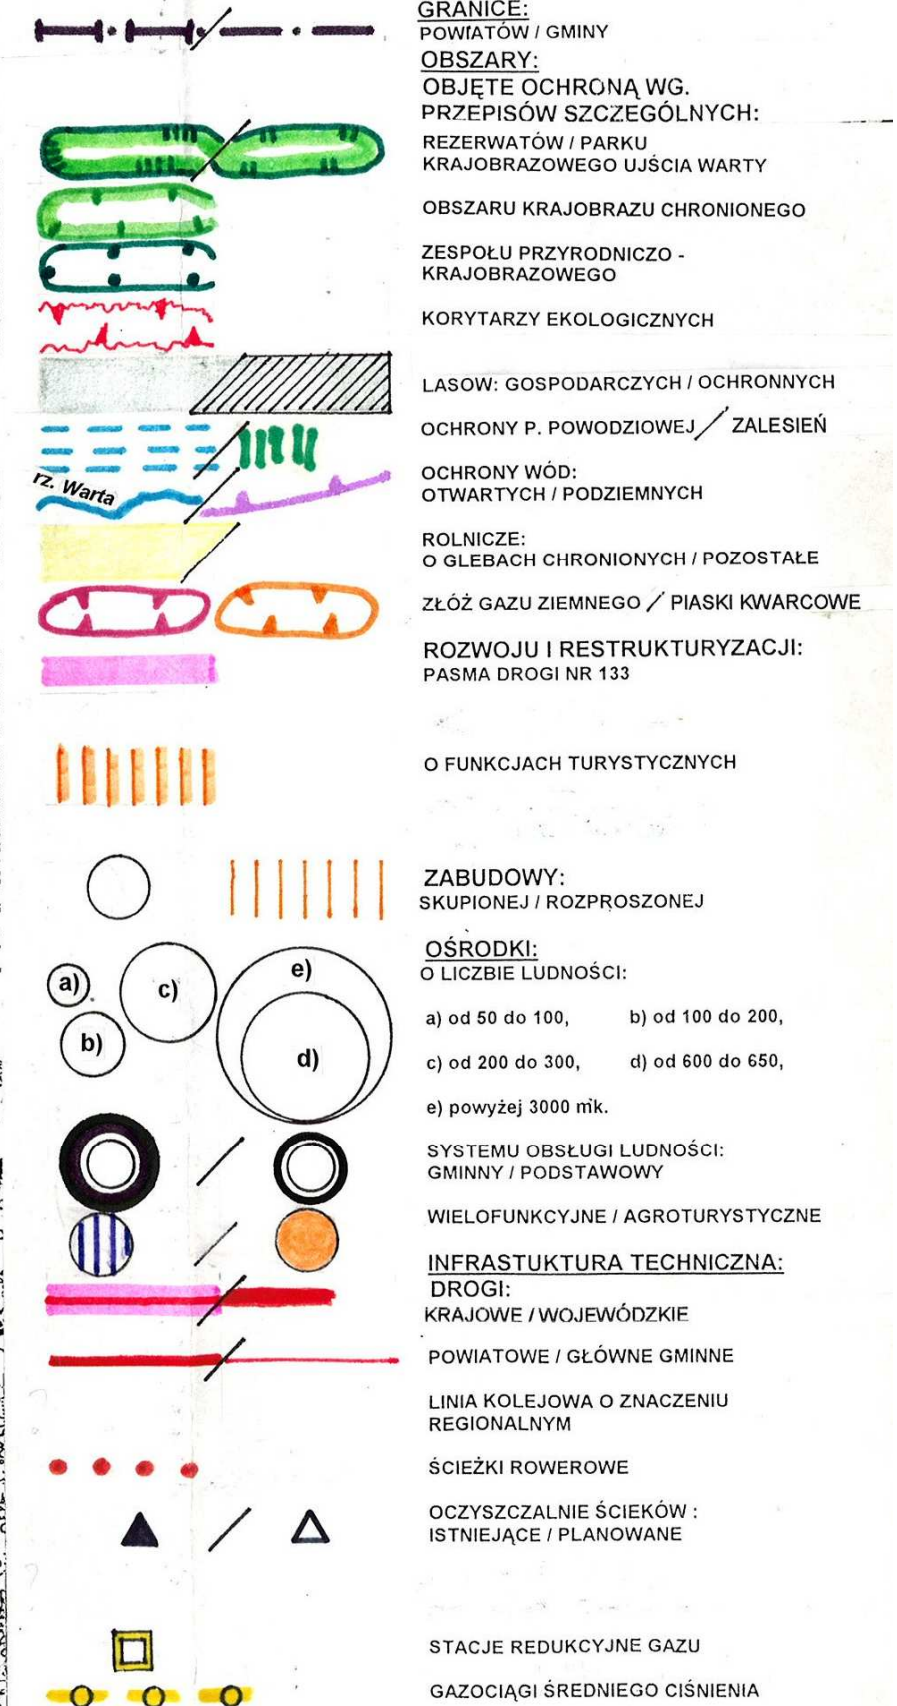 GRANICE:
POWIATÓW / GMINY
OBSZARY:
OBJĘTE OCHRONĄ WG.
PRZEPISÓW SZCZEGÓLNYCH:
REZERWATÓW / PARKU
KRAJOBRAZOWEGO UJŚCIA WARTY
OBSZARU KRAJOBRAZU CHRONIONEGO
ZESPOŁU PRZYRODNICZO -
KRAJOBRAZOWEGO
KORYTARZY EKOLOGICZNYCH
LASOW: GOSPODARCZYCH / OCHRONNYCH
OCHRONY P. POWODZIOWEJ / ZALESIEŃ
rz. Warta
OCHRONY WÓD:
OTWARTYCH / PODZIEMNYCH
ROLNICZE:
O GLEBACH CHRONIONYCH / POZOSTAŁE
ZŁÓŻ GAZU ZIEMNEGO / PIASKI KWARCOWE
ROZWOJU I RESTRUKTURYZACJI:
PASMA DROGI NR 133
O FUNKCJACH TURYSTYCZNYCH
ZABUDOWY:
SKUPIONEJ / ROZPROSZONEJ
OŚRODKI:
O LICZBIE LUDNOŚCI:
a)
b)
c)
d)
e)
a) od 50 do 100, b) od 100 do 200,
c) od 200 do 300, d) od 600 do 650,
e) powyżej 3000 mk.
SYSTEMU OBSŁUGI LUDNOŚCI:
GMINNY / PODSTAWOWY
WIELOFUNKCYJNE / AGROTURYSTYCZNE
INFRASTUKTURA TECHNICZNA:
DROGI:
KRAJOWE / WOJEWÓDZKIE
POWIATOWE / GŁÓWNE GMINNE
LINIA KOLEJOWA O ZNACZENIU
REGIONALNYM
ŚCIEŻKI ROWEROWE
OCZYSZCZALNIE ŚCIEKÓW :
ISTNIEJĄCE / PLANOWANE
STACJE REDUKCYJNE GAZU
GAZOCIĄGI ŚREDNIEGO CIŚNIENIA